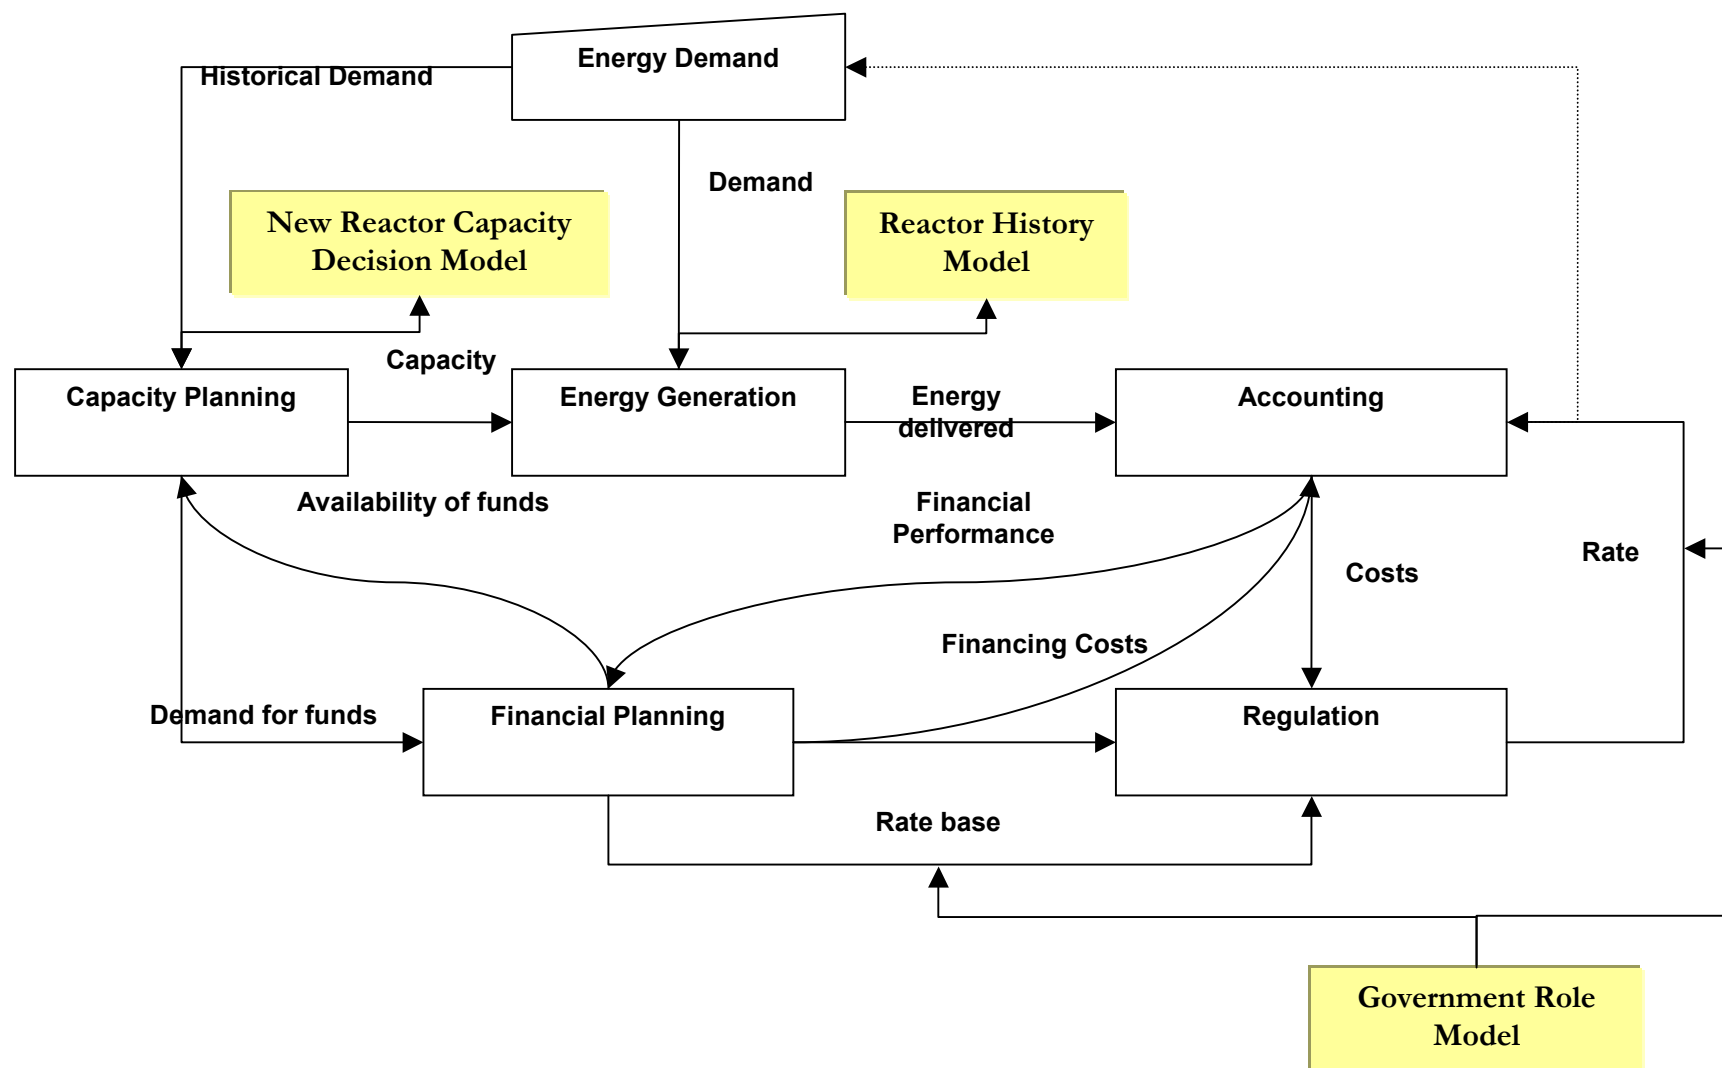 Energy Demand
Historical Demand
Demand
New Reactor Capacity
Decision Model
Reactor History
Model
Capacity
Capacity Planning
Energy Generation
Energy
delivered
Accounting
Availability of funds
Financial
Performance
Rate
Costs
Financing Costs
Demand for funds
Financial Planning
Regulation
Rate base
Government Role
Model